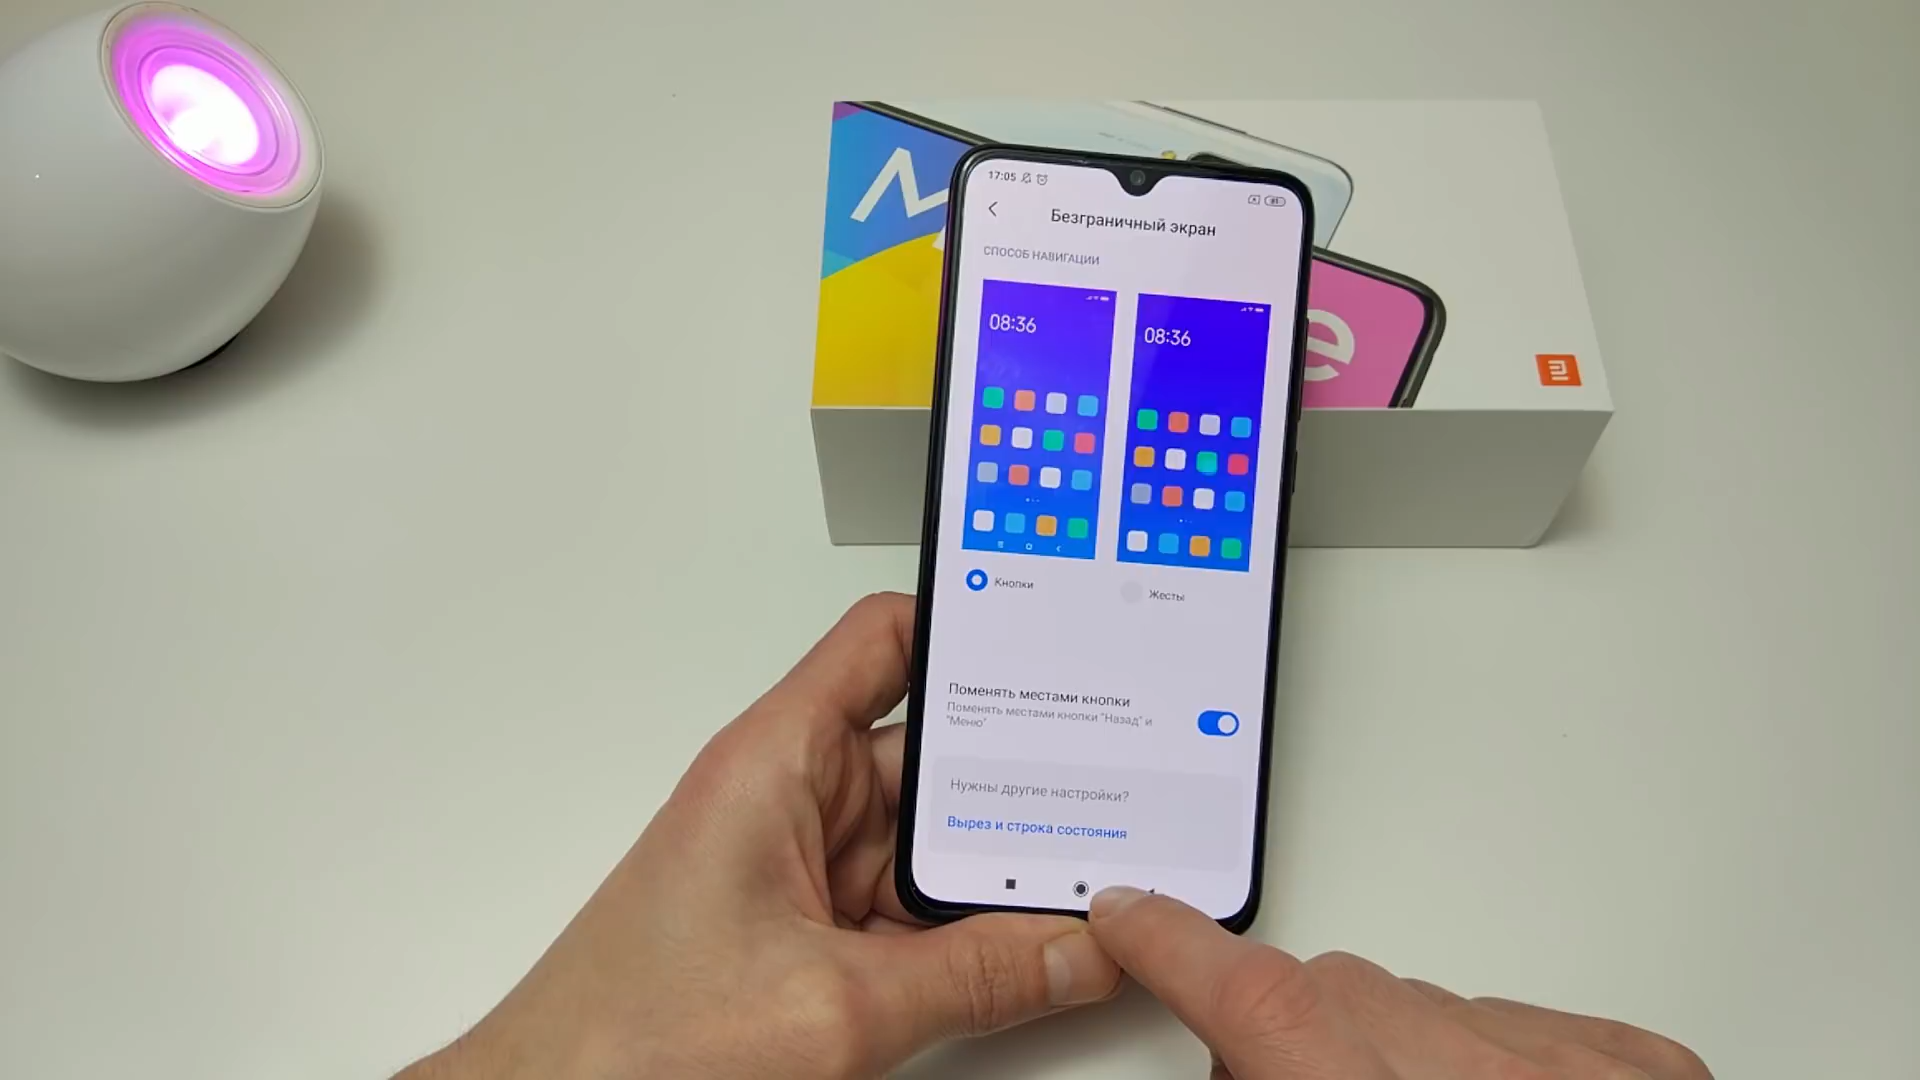 17:05
Безграничный экран
СПОСОБ НАВИГАЦИИ
08:36
08:36
Кнопки
Жесты
Поменять местами кнопки
Поменять местами кнопки "Назад" и
"Меню"
Нужны другие настройки?
Вырез и строка состояния